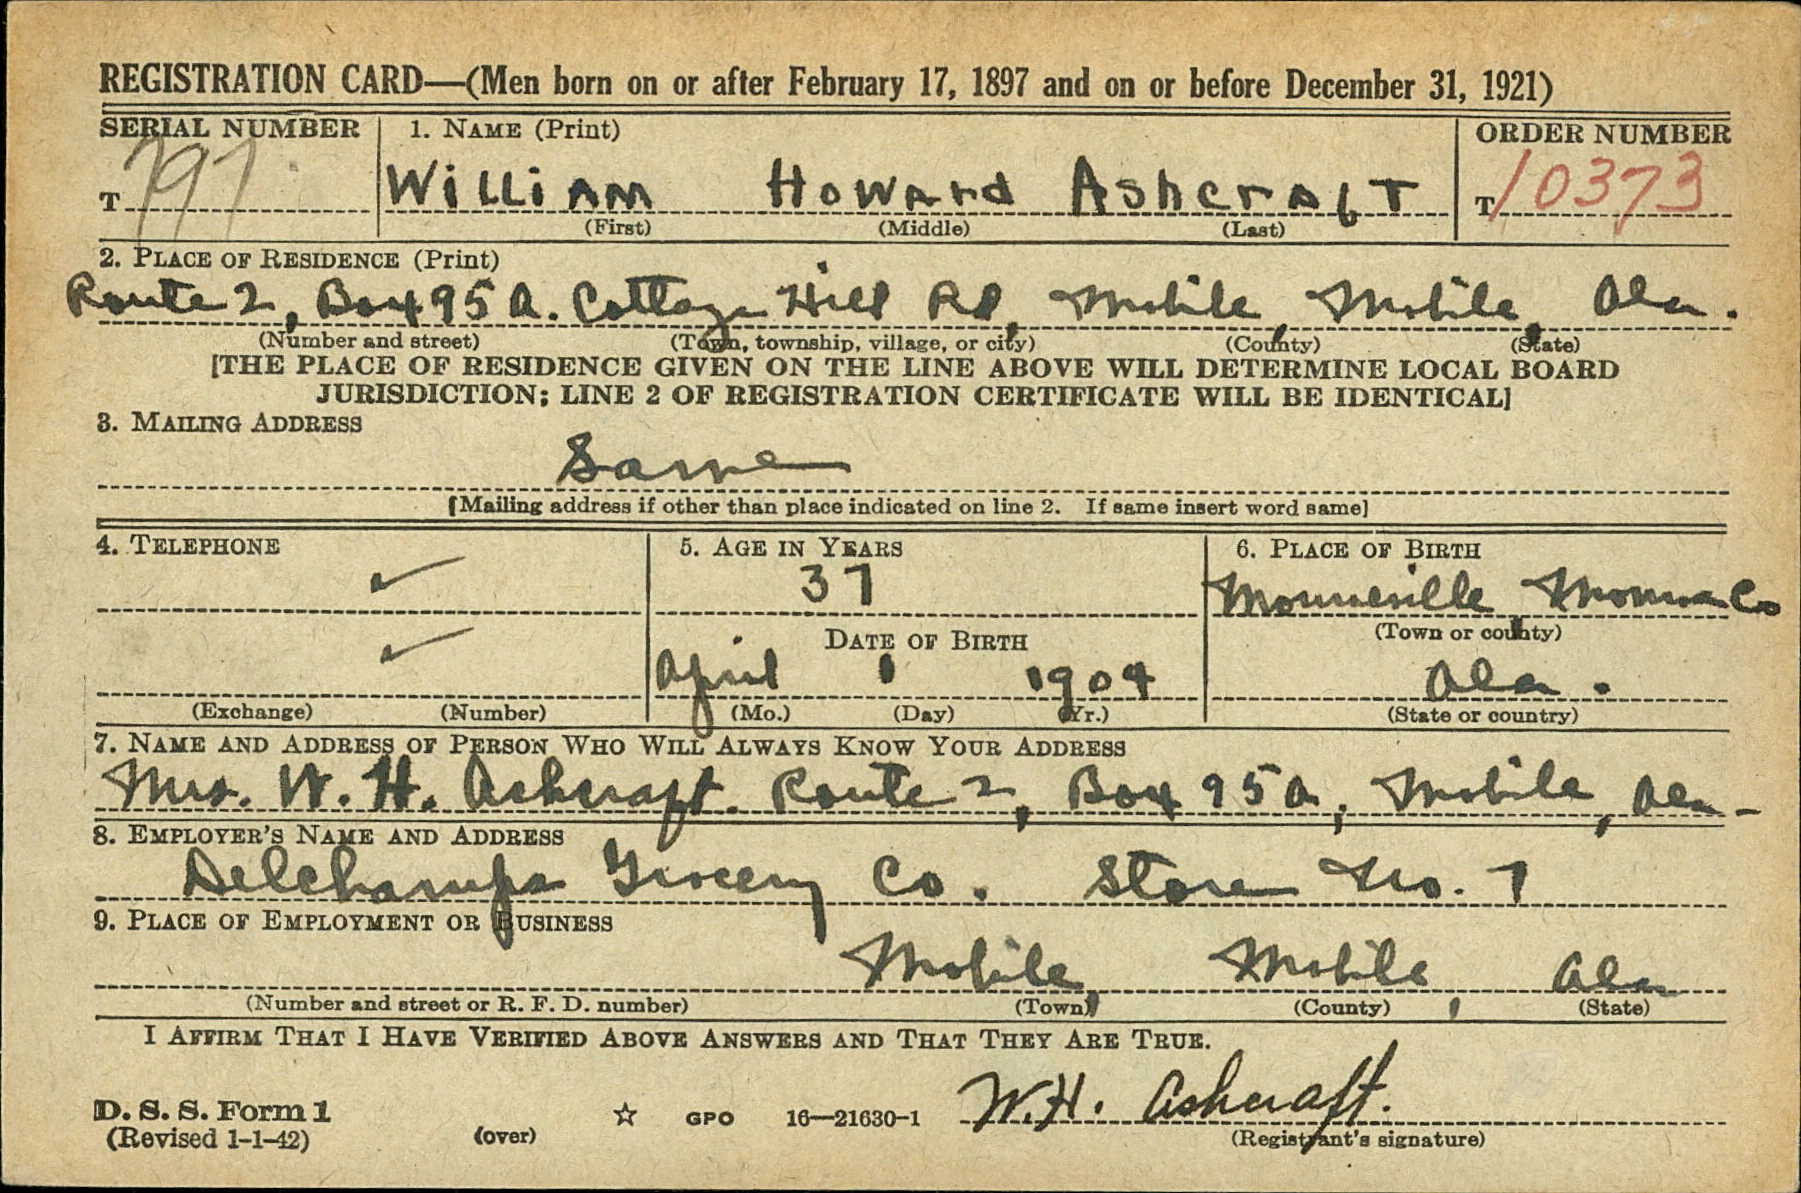 REGISTRATION CARD—(Men born on or after February 17, 1897 and on or before December 31, 1921)
SERIAL NUMBER 1. NAME (Print) ORDER NUMBER
T 797 William Howard Ashcraft T 10373
(First) (Middle) (Last)
2. PLACE OF RESIDENCE (Print)
Route 2, Box 95 A. Cottage Hill Rd, Mobile, Mobile, Ala.
(Number and street) (Town, township, village, or city) (County) (State)
[THE PLACE OF RESIDENCE GIVEN ON THE LINE ABOVE WILL DETERMINE LOCAL BOARD
JURISDICTION; LINE 2 OF REGISTRATION CERTIFICATE WILL BE IDENTICAL]
3. MAILING ADDRESS
Same
[Mailing address if other than place indicated on line 2. If same insert word same]
4. TELEPHONE 5. AGE IN YEARS 6. PLACE OF BIRTH
37 Monroeville, Monroe Co
DATE OF BIRTH (Town or county)
April 1 1904 Ala.
(Exchange) (Number) (Mo.) (Day) (Yr.) (State or country)
7. NAME AND ADDRESS OF PERSON WHO WILL ALWAYS KNOW YOUR ADDRESS
Mrs. W. H. Ashcraft. Route 2, Box 95 A, Mobile, Ala-
8. EMPLOYER'S NAME AND ADDRESS
Delchamps Grocery Co. Store No. 7
9. PLACE OF EMPLOYMENT OR BUSINESS
Mobile, Mobile, Ala
(Number and street or R. F. D. number) (Town) (County) (State)
I AFFIRM THAT I HAVE VERIFIED ABOVE ANSWERS AND THAT THEY ARE TRUE.
D. S. S. Form 1 ☆ GPO 16—21630-1 W.H. Ashcraft.
(Revised 1-1-42) (over) (Registrant's signature)